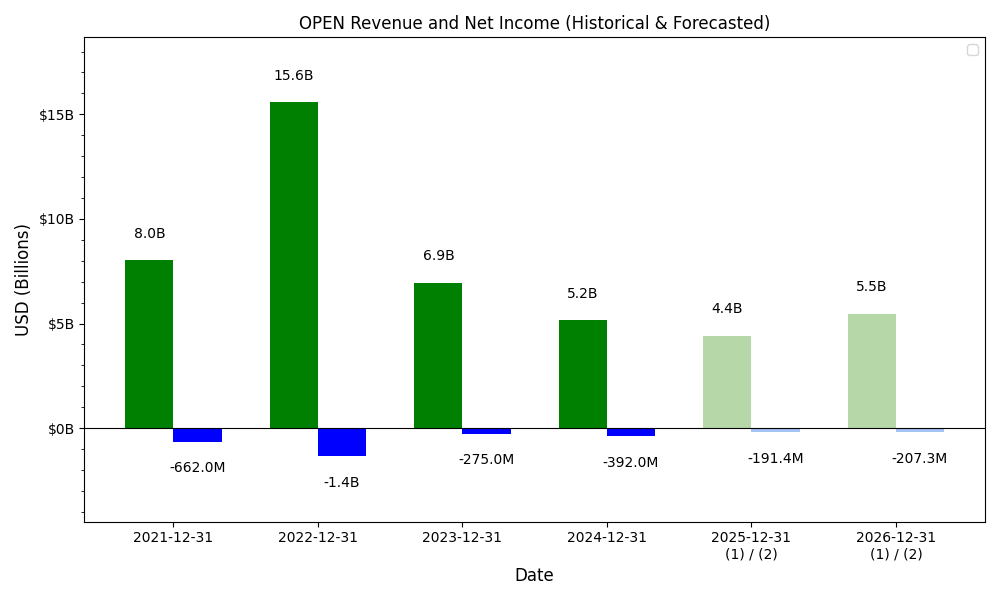 OPEN Revenue and Net Income (Historical & Forecasted)
USD (Billions)
$15B
$10B
$5B
$0B
8.0B
15.6B
6.9B
5.2B
4.4B
5.5B
-662.0M
-1.4B
-275.0M
-392.0M
-191.4M
-207.3M
2021-12-31
2022-12-31
2023-12-31
2024-12-31
2025-12-31
(1) / (2)
2026-12-31
(1) / (2)
Date